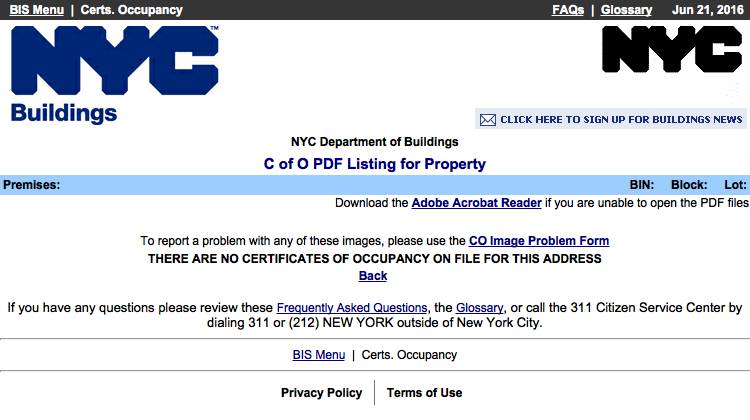 BIS Menu | Certs. Occupancy FAQs | Glossary Jun 21, 2016
NYC NYC
Buildings
CLICK HERE TO SIGN UP FOR BUILDINGS NEWS
NYC Department of Buildings
C of O PDF Listing for Property
Premises: BIN: Block: Lot:
Download the Adobe Acrobat Reader if you are unable to open the PDF files
To report a problem with any of these images, please use the CO Image Problem Form
THERE ARE NO CERTIFICATES OF OCCUPANCY ON FILE FOR THIS ADDRESS
Back
If you have any questions please review these Frequently Asked Questions, the Glossary, or call the 311 Citizen Service Center by
dialing 311 or (212) NEW YORK outside of New York City.
BIS Menu | Certs. Occupancy
Privacy Policy | Terms of Use